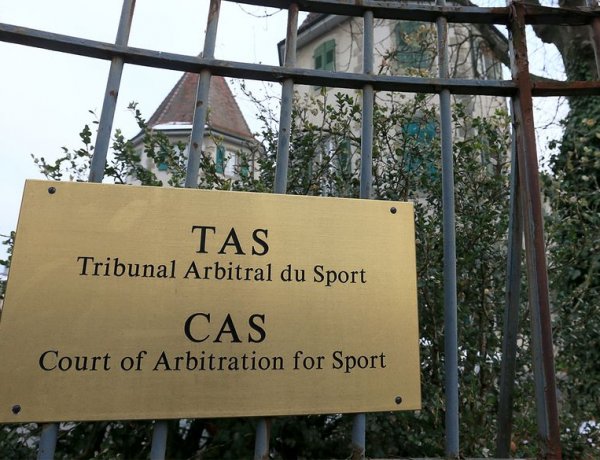 TAS
Tribunal Arbitral du Sport
CAS
Court of Arbitration for Sport